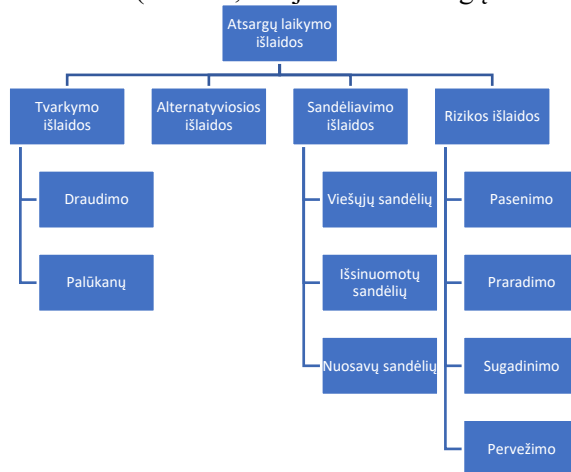 Atsargų laikymo
išlaidos
Tvarkymo
išlaidos
Alternatyviosios
išlaidos
Sandėliavimo
išlaidos
Rizikos išlaidos
Draudimo
Palūkanų
Viešųjų sandėlių
Išsinuomotų
sandėlių
Nuosavų sandėlių
Pasenimo
Praradimo
Sugadinimo
Pervežimo